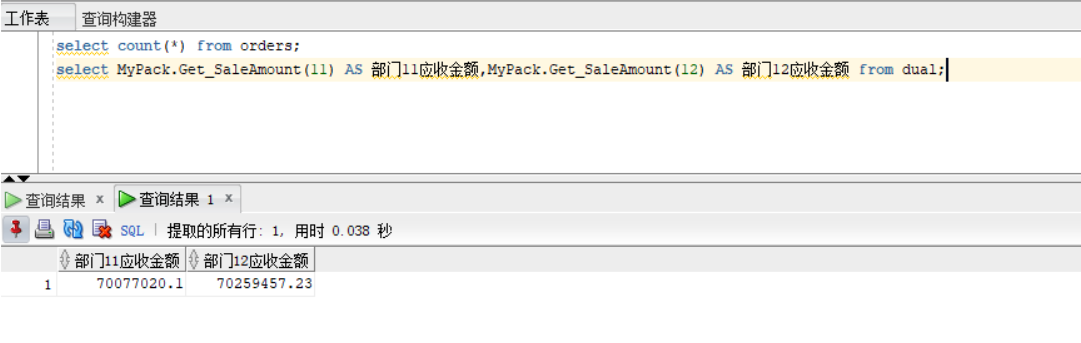 工作表 查询构建器
select count(*) from orders;
select MyPack.Get_SaleAmount(11) AS 部门11应收金额,MyPack.Get_SaleAmount(12) AS 部门12应收金额 from dual;
查询结果 x 查询结果 1 x
SQL | 提取的所有行: 1, 用时 0.038 秒
部门11应收金额 部门12应收金额
1 70077020.1 70259457.23